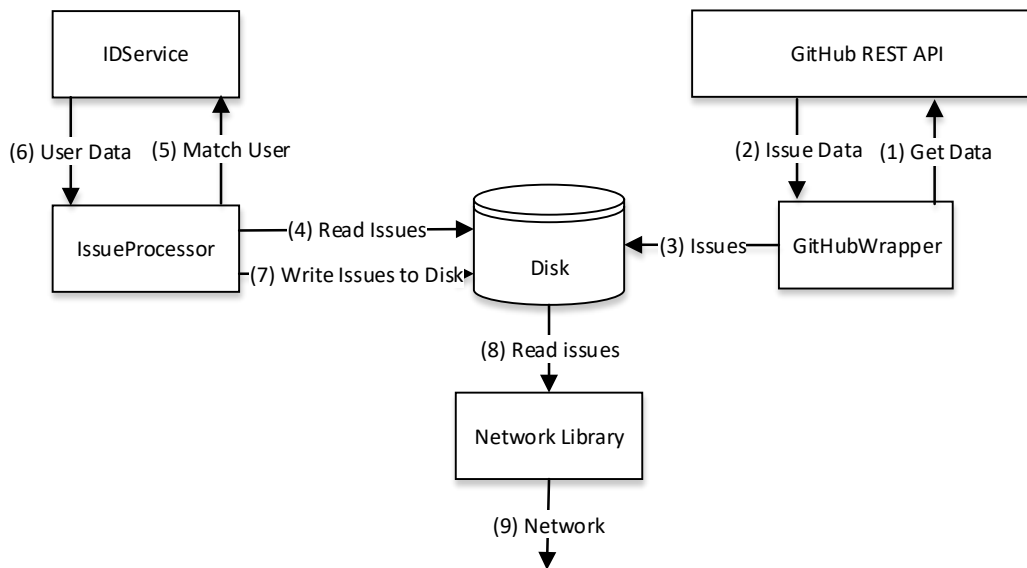 IDService
GitHub REST API
(6) User Data
(5) Match User
(2) Issue Data
(1) Get Data
IssueProcessor
(4) Read Issues
(7) Write Issues to Disk
Disk
(3) Issues
GitHubWrapper
(8) Read issues
Network Library
(9) Network